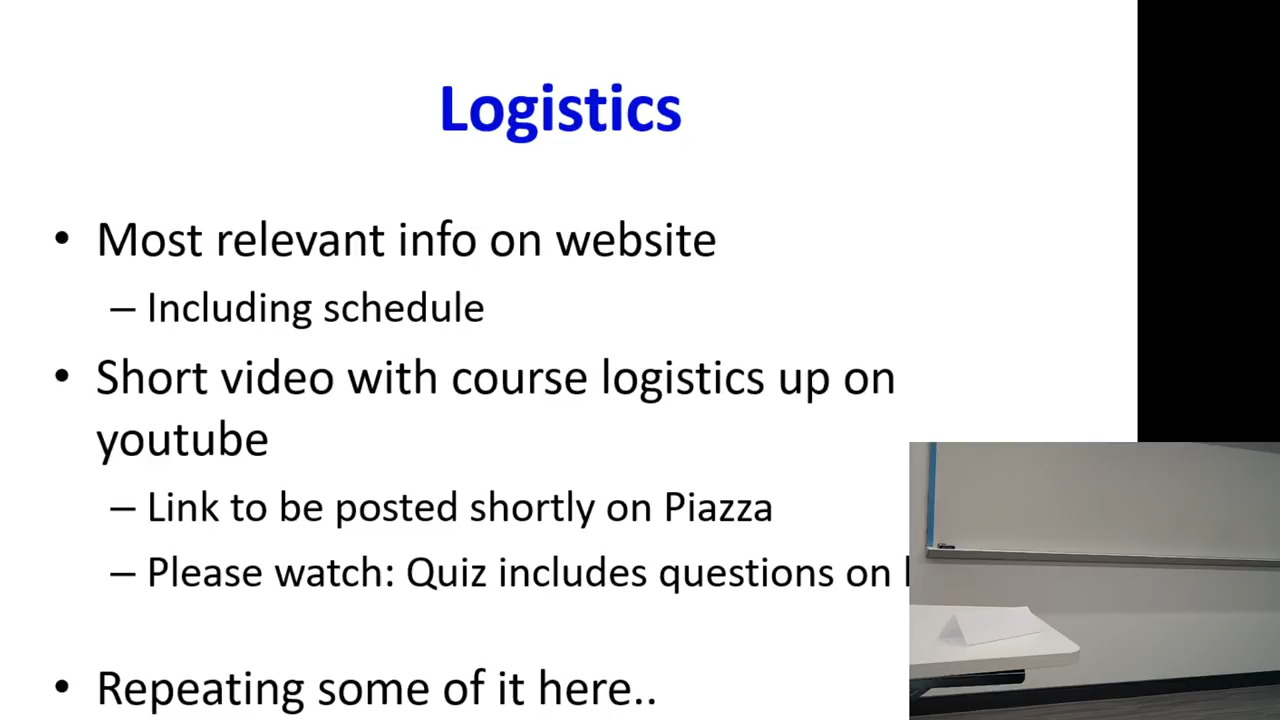 Logistics
• Most relevant info on website
– Including schedule
• Short video with course logistics up on
youtube
– Link to be posted shortly on Piazza
– Please watch: Quiz includes questions on
• Repeating some of it here..